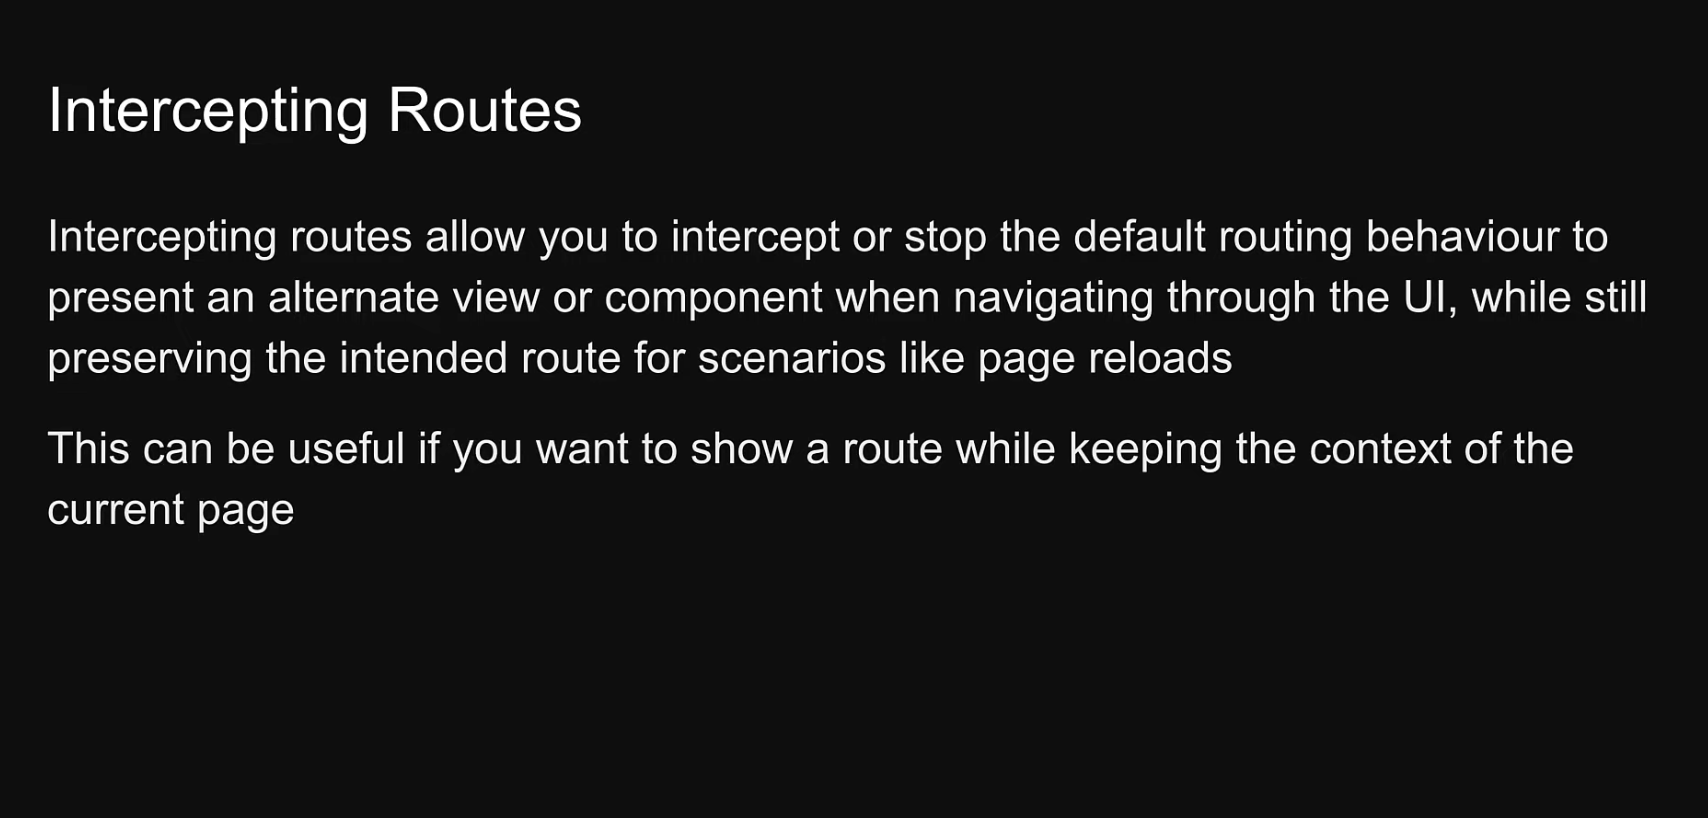 Intercepting Routes
Intercepting routes allow you to intercept or stop the default routing behaviour to
present an alternate view or component when navigating through the UI, while still
preserving the intended route for scenarios like page reloads
This can be useful if you want to show a route while keeping the context of the
current page